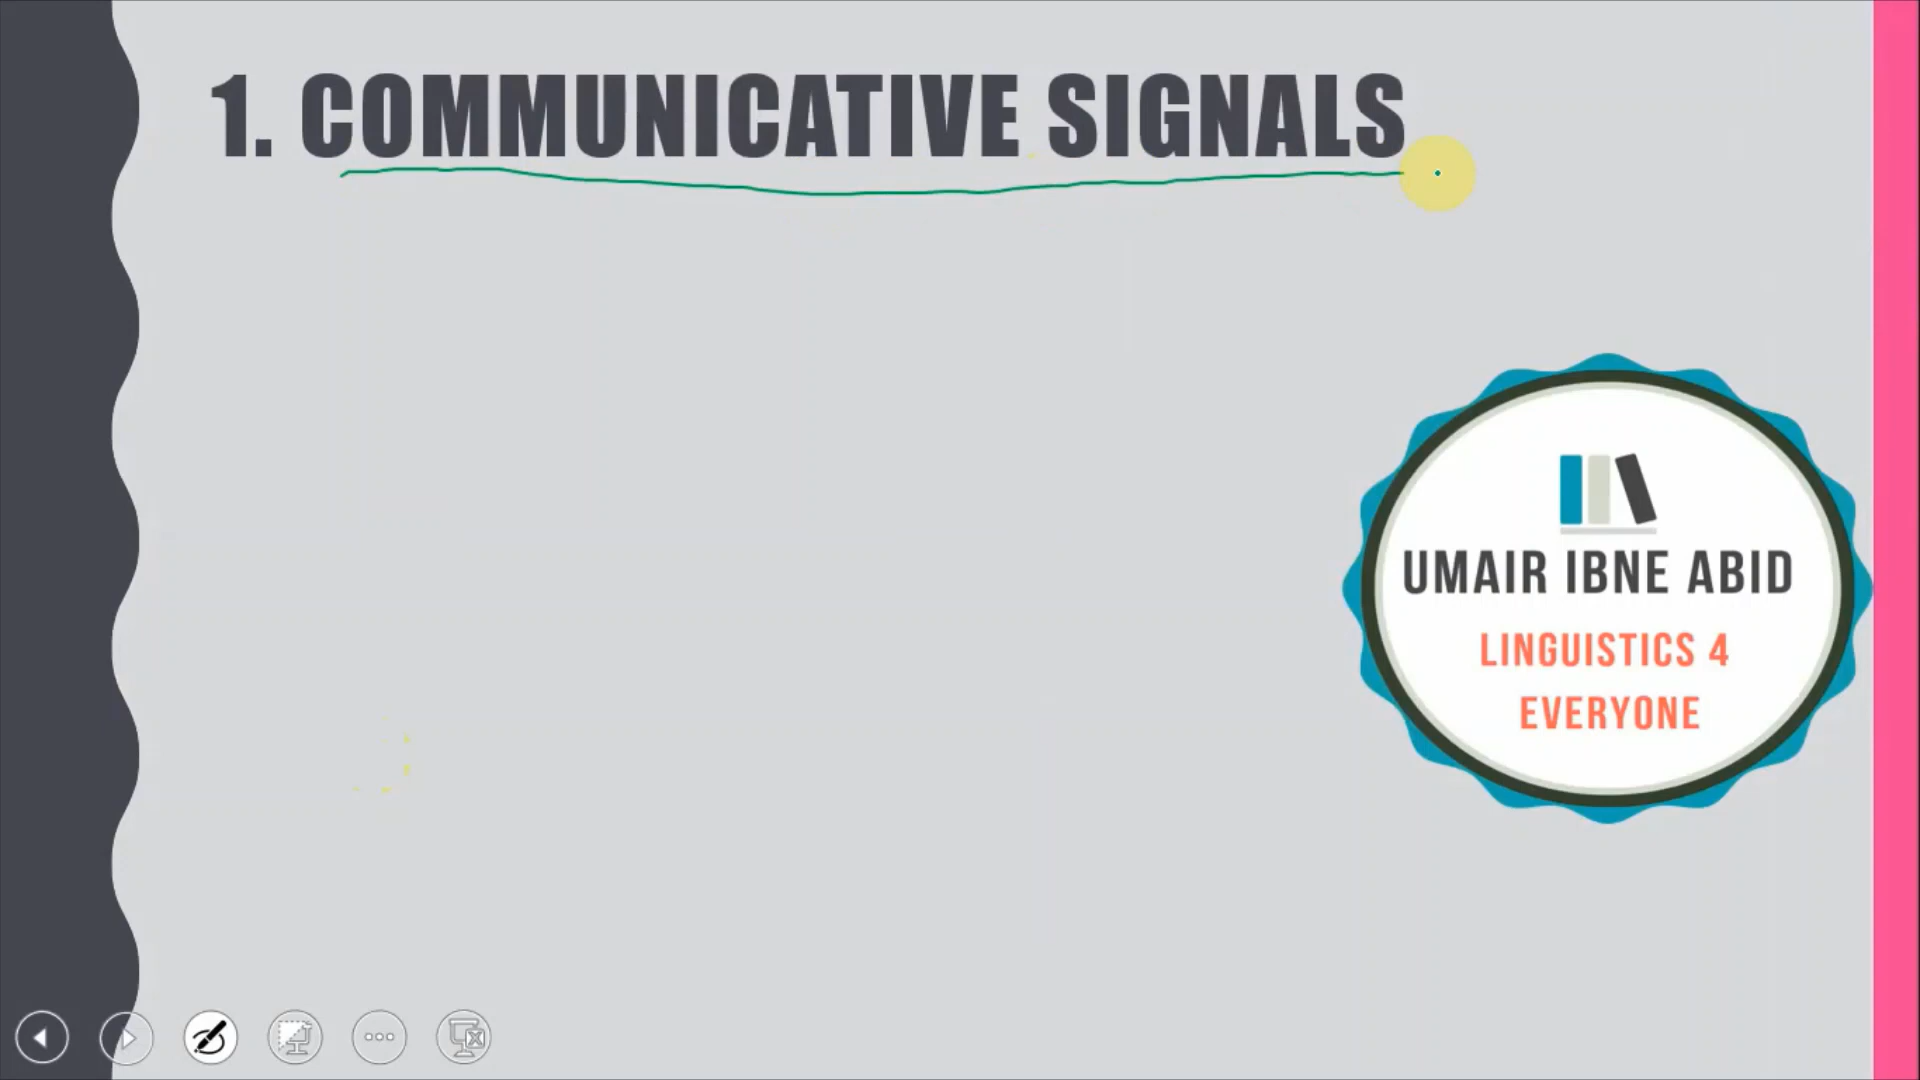 1. COMMUNICATIVE SIGNALS
UMAIR IBNE ABID
LINGUISTICS 4
EVERYONE